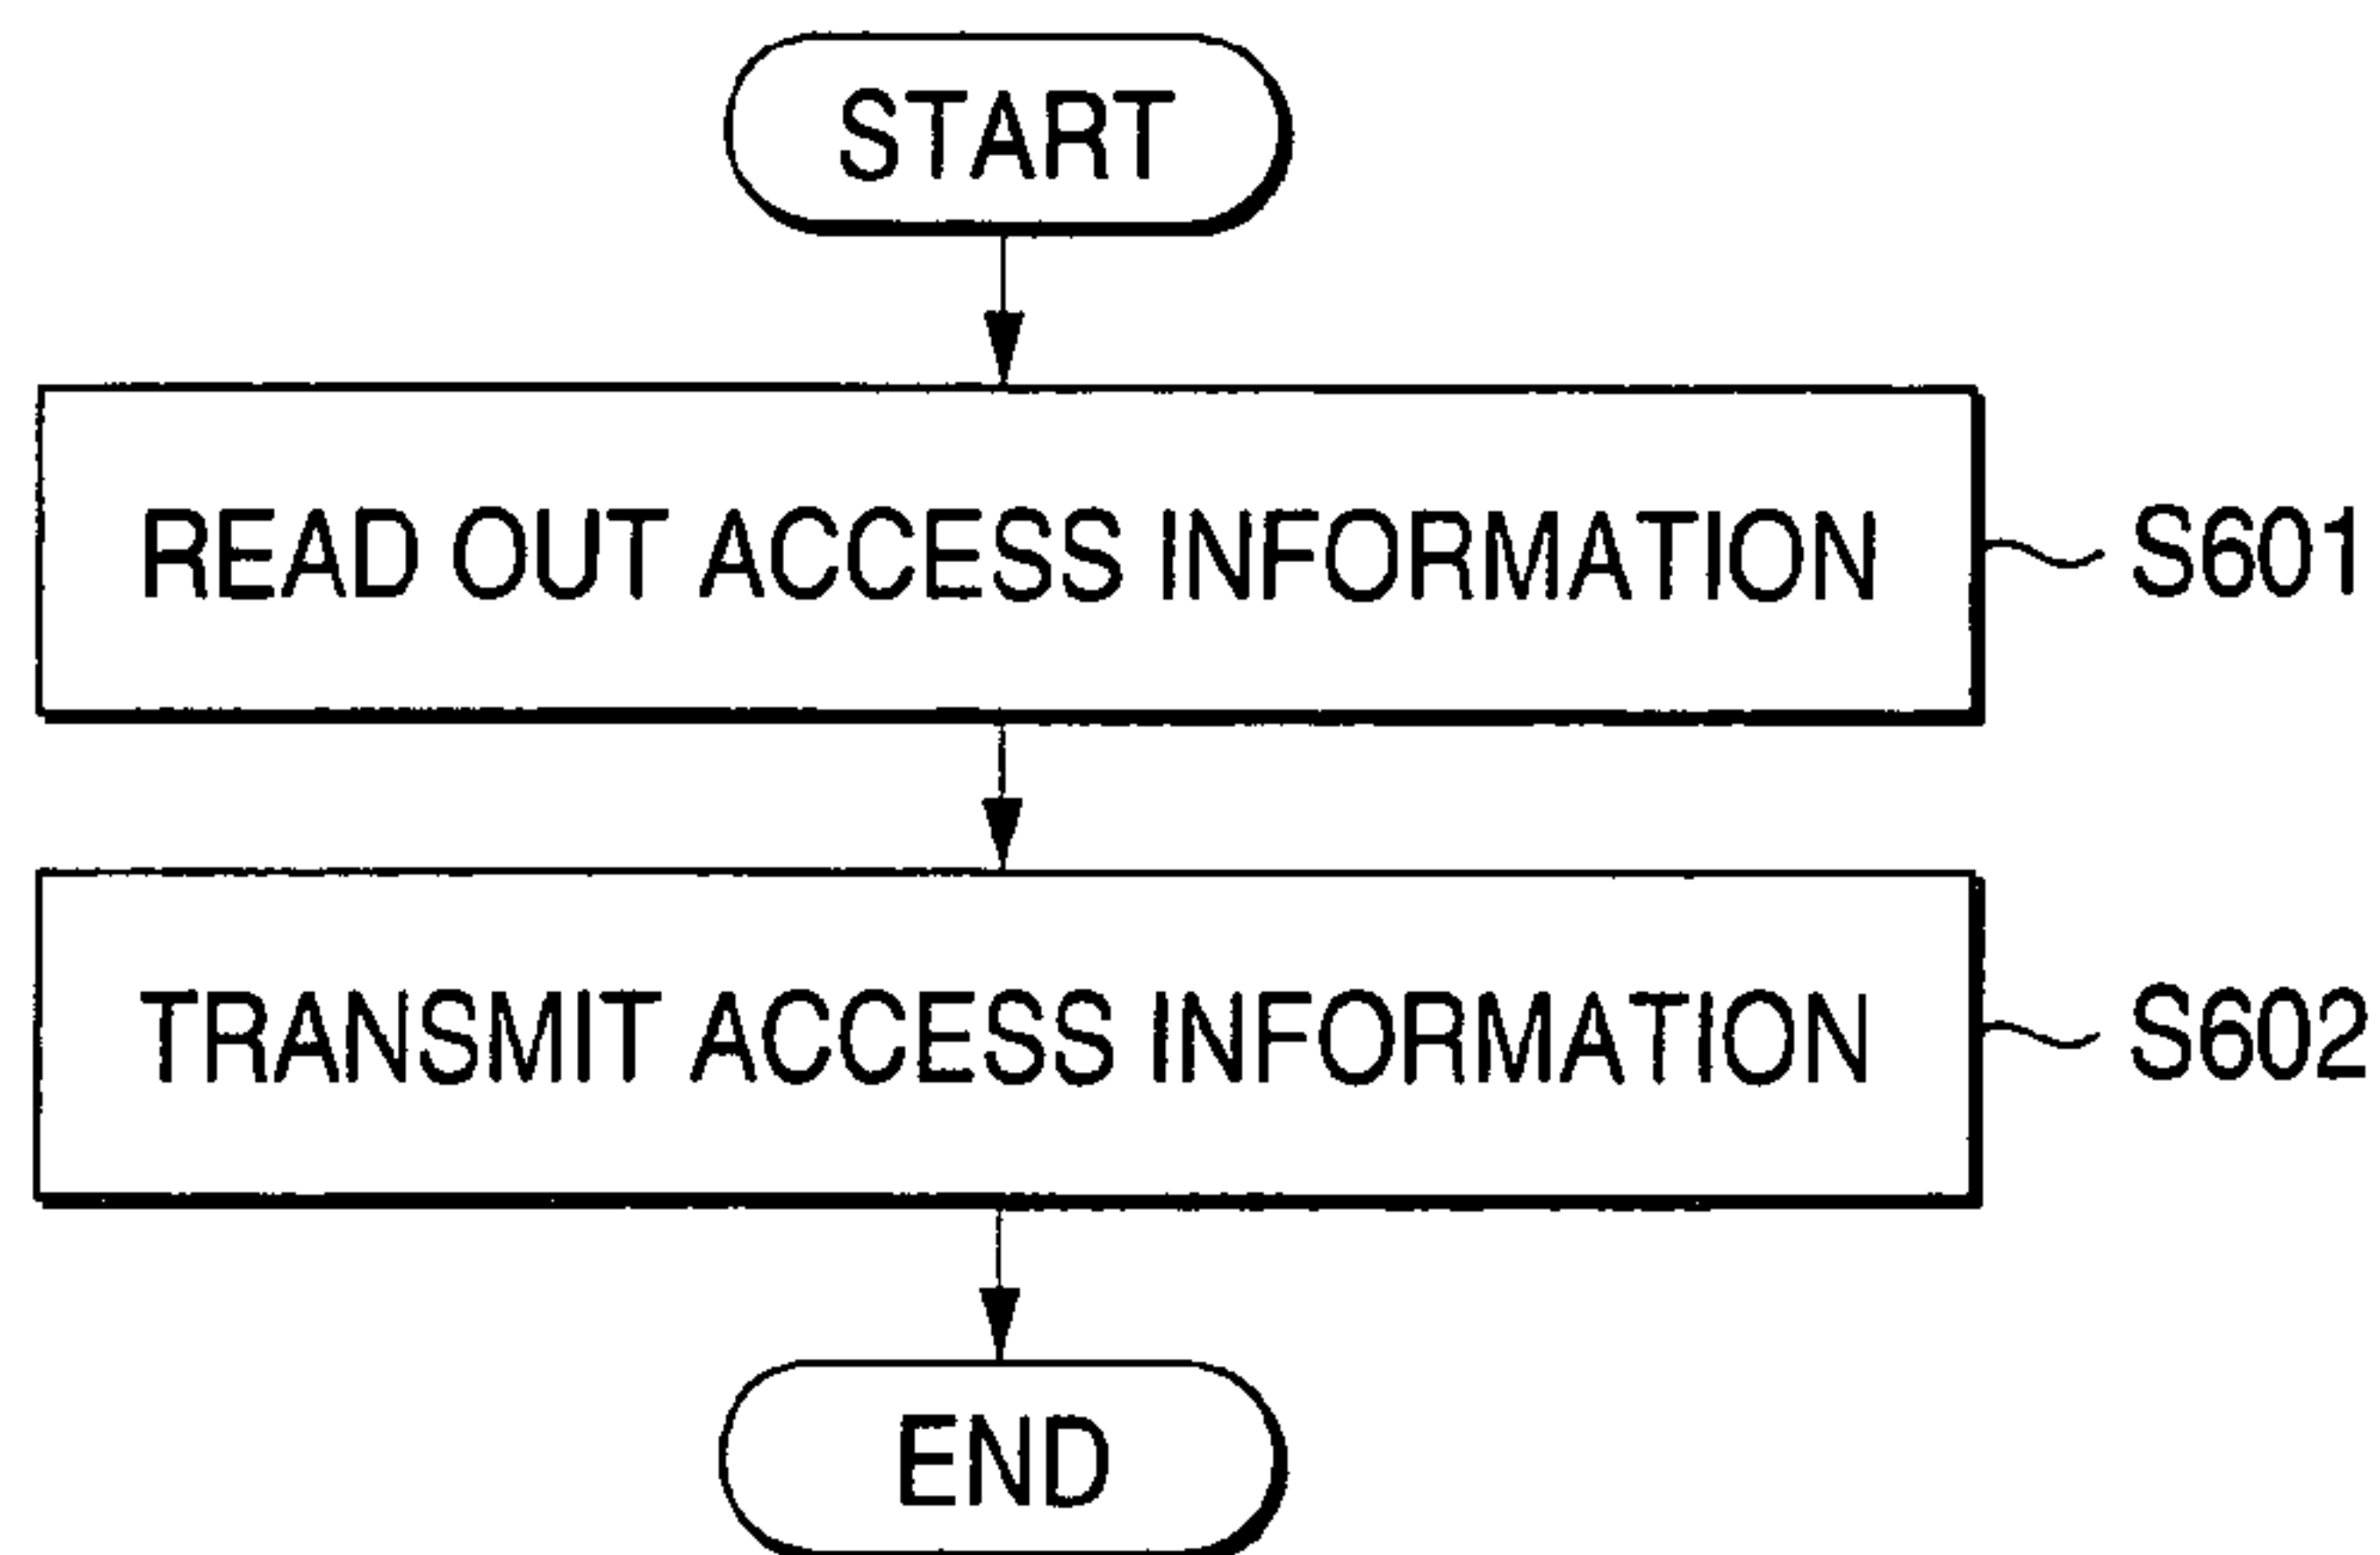 START
READ OUT ACCESS INFORMATION S601
TRANSMIT ACCESS INFORMATION S602
END